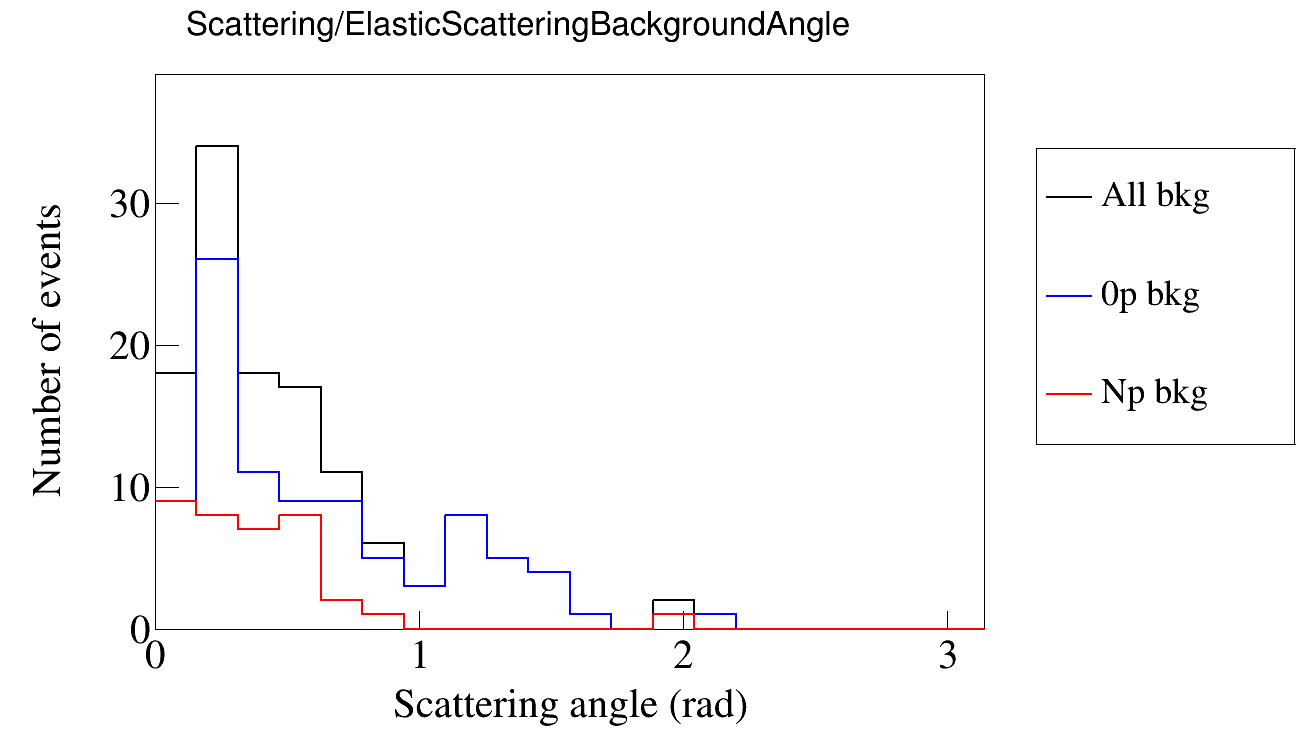 Scattering/ElasticScatteringBackgroundAngle
Number of events
30
20
10
0
0 1 2 3
Scattering angle (rad)
All bkg
0p bkg
Np bkg